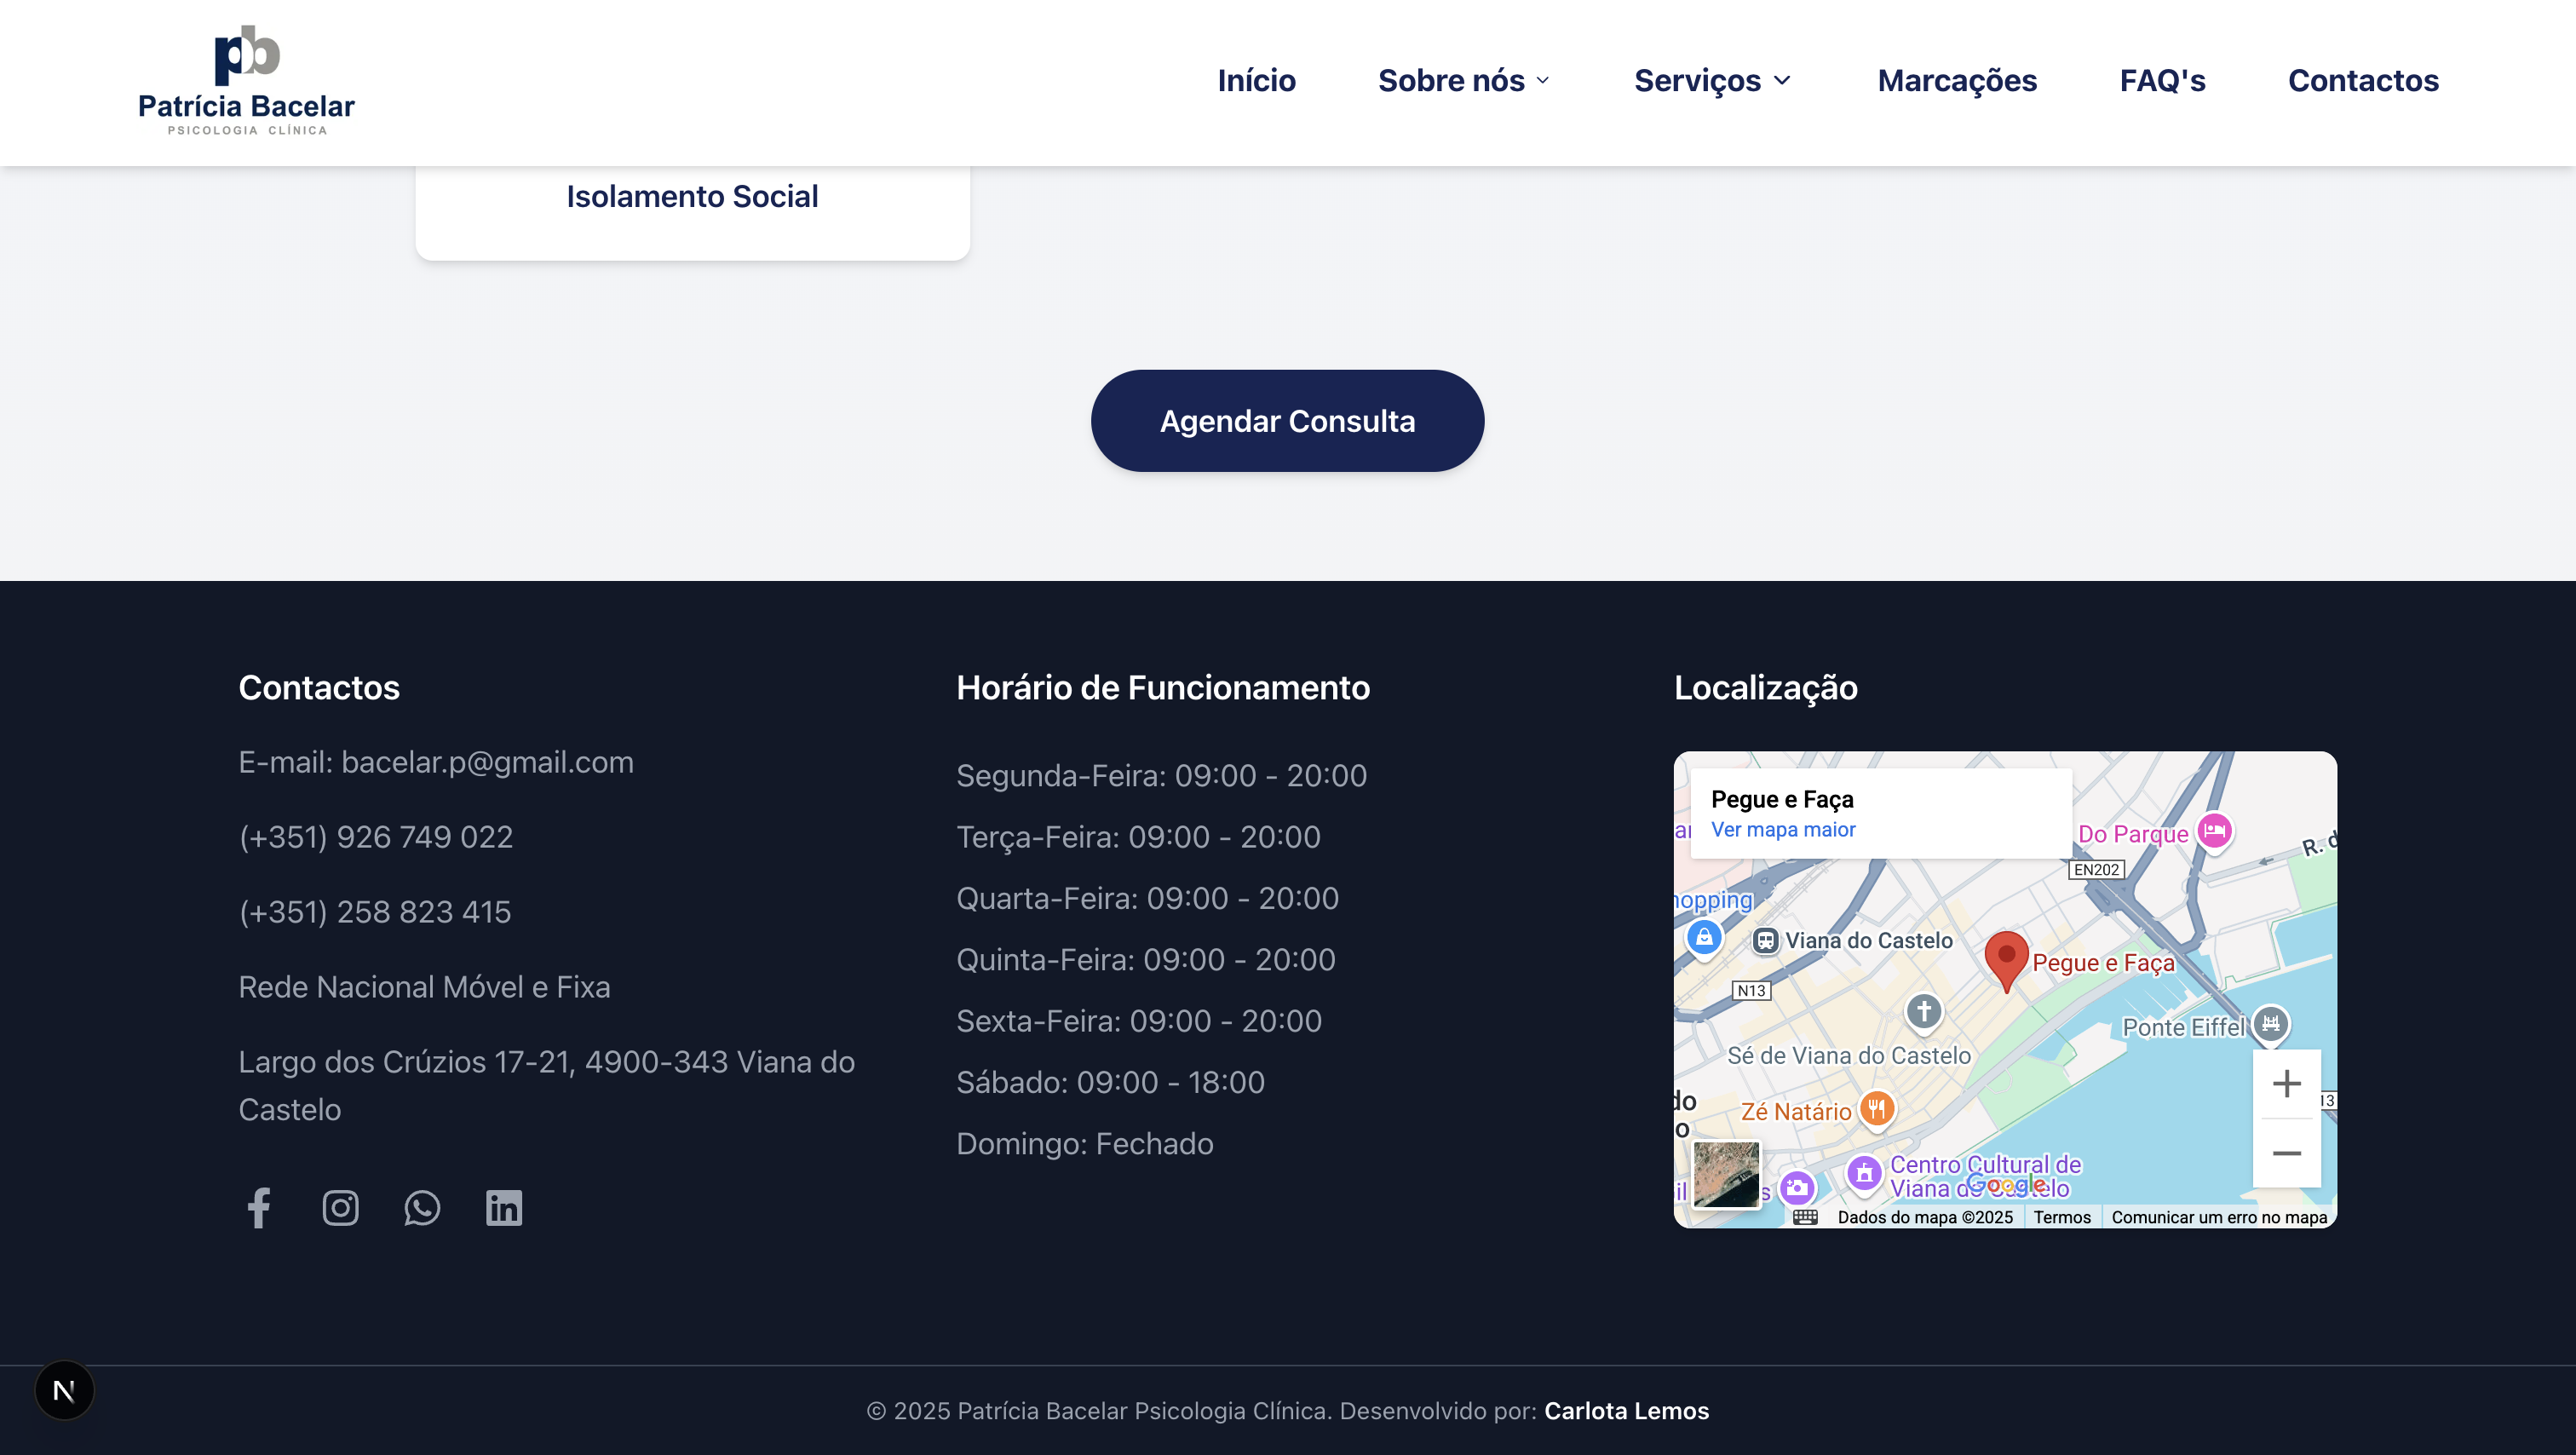 pb
Patrícia Bacelar
PSICOLOGIA CLÍNICA
Início
Sobre nós
Serviços
Marcações
FAQ's
Contactos
Isolamento Social
Agendar Consulta
Contactos
E-mail: bacelar.p@gmail.com
(+351) 926 749 022
(+351) 258 823 415
Rede Nacional Móvel e Fixa
Largo dos Crúzios 17-21, 4900-343 Viana do
Castelo
Horário de Funcionamento
Segunda-Feira: 09:00 - 20:00
Terça-Feira: 09:00 - 20:00
Quarta-Feira: 09:00 - 20:00
Quinta-Feira: 09:00 - 20:00
Sexta-Feira: 09:00 - 20:00
Sábado: 09:00 - 18:00
Domingo: Fechado
Localização
Pegue e Faça
Ver mapa maior
Do Parque
R. d
EN202
hopping
Viana do Castelo
Pegue e Faça
N13
Ponte Eiffel
Sé de Viana do Castelo
do
13
Zé Natário
o
Centro Cultural de
Viana do Castelo
Google
Dados do mapa ©2025
Termos
Comunicar um erro no mapa
N
© 2025 Patrícia Bacelar Psicologia Clínica. Desenvolvido por: Carlota Lemos